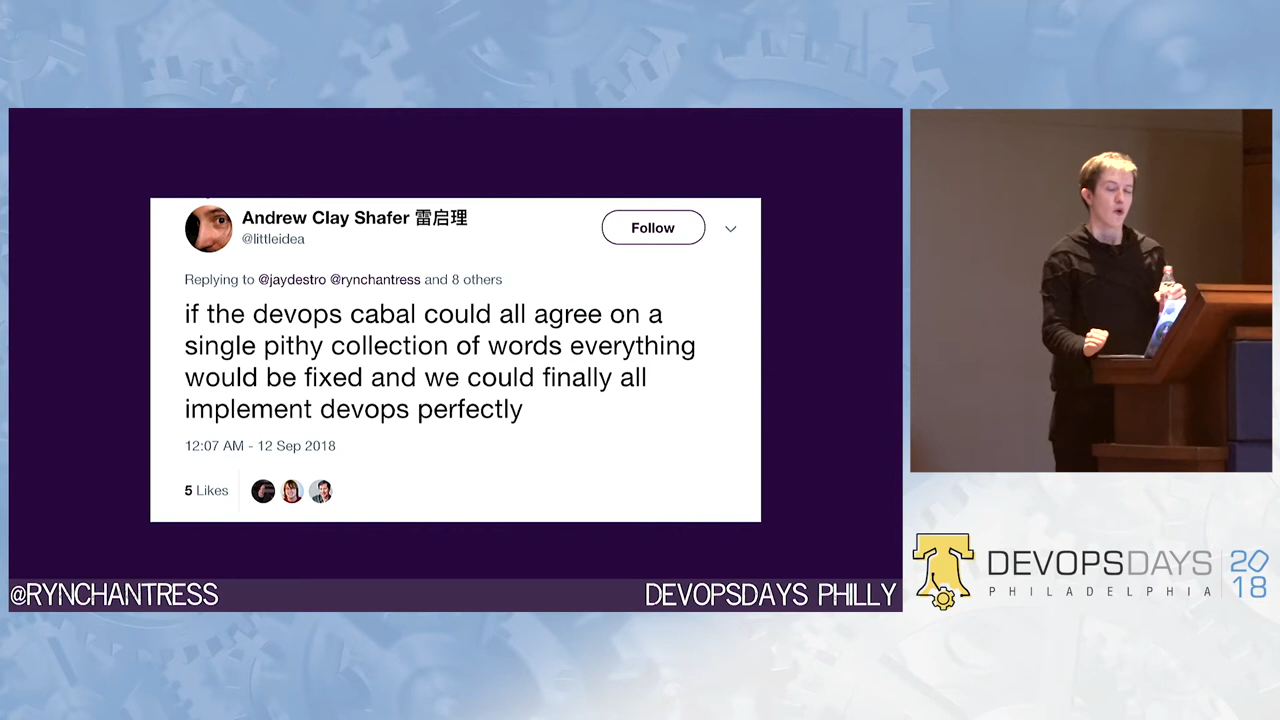 Andrew Clay Shafer 雷启理
@littleidea
Follow
Replying to @jaydestro @rynchantress and 8 others
if the devops cabal could all agree on a
single pithy collection of words everything
would be fixed and we could finally all
implement devops perfectly
12:07 AM - 12 Sep 2018
5 Likes
@RYNCHANTRESS
DEVOPSDAYS PHILLY
DEVOPSDAYS
PHILADELPHIA
2018